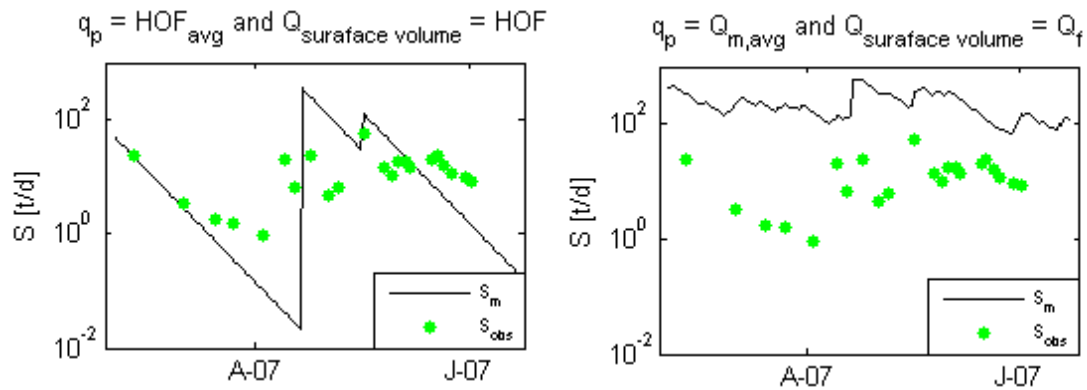 q_p = HOF_avg and Q_suraface volume = HOF
S [t/d]
10^2
10^0
10^-2
A-07
J-07
S_m
S_obs
q_p = Q_m,avg and Q_suraface volume = Q_f
S [t/d]
10^2
10^0
10^-2
A-07
J-07
S_m
S_obs